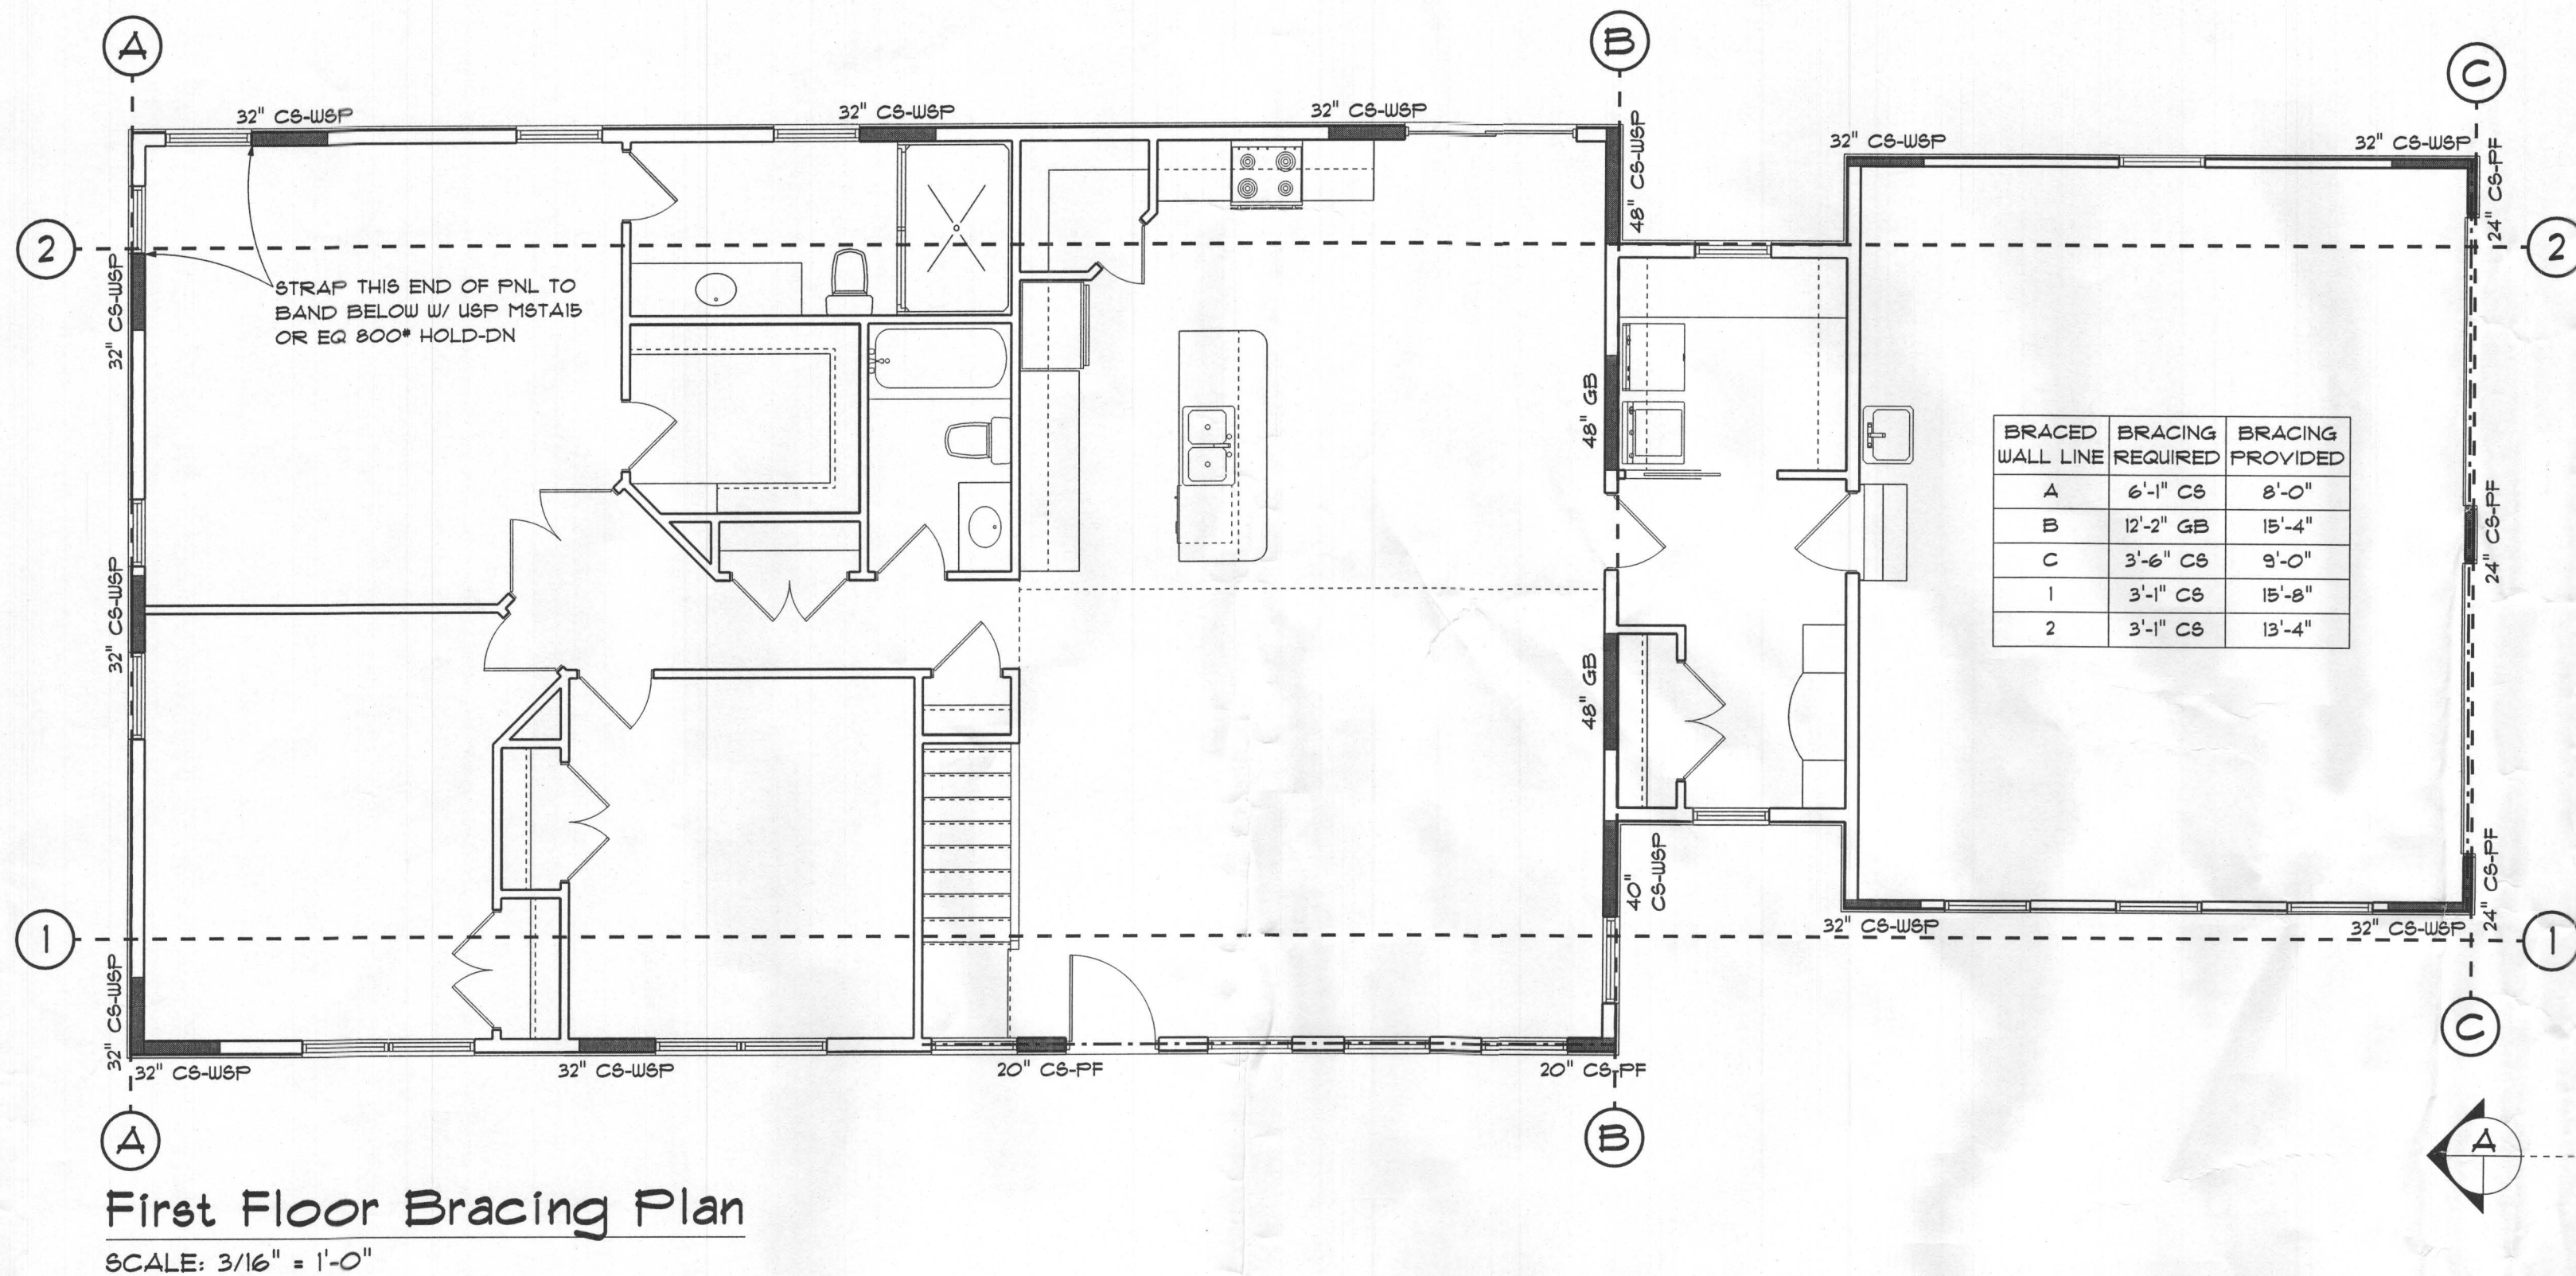 A
B
C
32" CS-WSP
32" CS-WSP
32" CS-WSP
48" CS-WSP
32" CS-WSP
32" CS-WSP
24" CS-PF
2
2
32" CS-WSP
STRAP THIS END OF PNL TO
BAND BELOW W/ USP MSTA15
OR EQ 800# HOLD-DN
48" GB
BRACED WALL LINE BRACING REQUIRED BRACING PROVIDED
A 6'-1" CS 8'-0"
B 12'-2" GB 15'-4"
C 3'-6" CS 9'-0"
1 3'-1" CS 15'-8"
2 3'-1" CS 13'-4"
24" CS-PF
32" CS-WSP
48" GB
40"
CS-WSP
24" CS-PF
32" CS-WSP
32" CS-WSP
1
1
32" CS-WSP
32" CS-WSP
32" CS-WSP
20" CS-PF
20" CS-PF
C
A
B
A
First Floor Bracing Plan
SCALE: 3/16" = 1'-0"